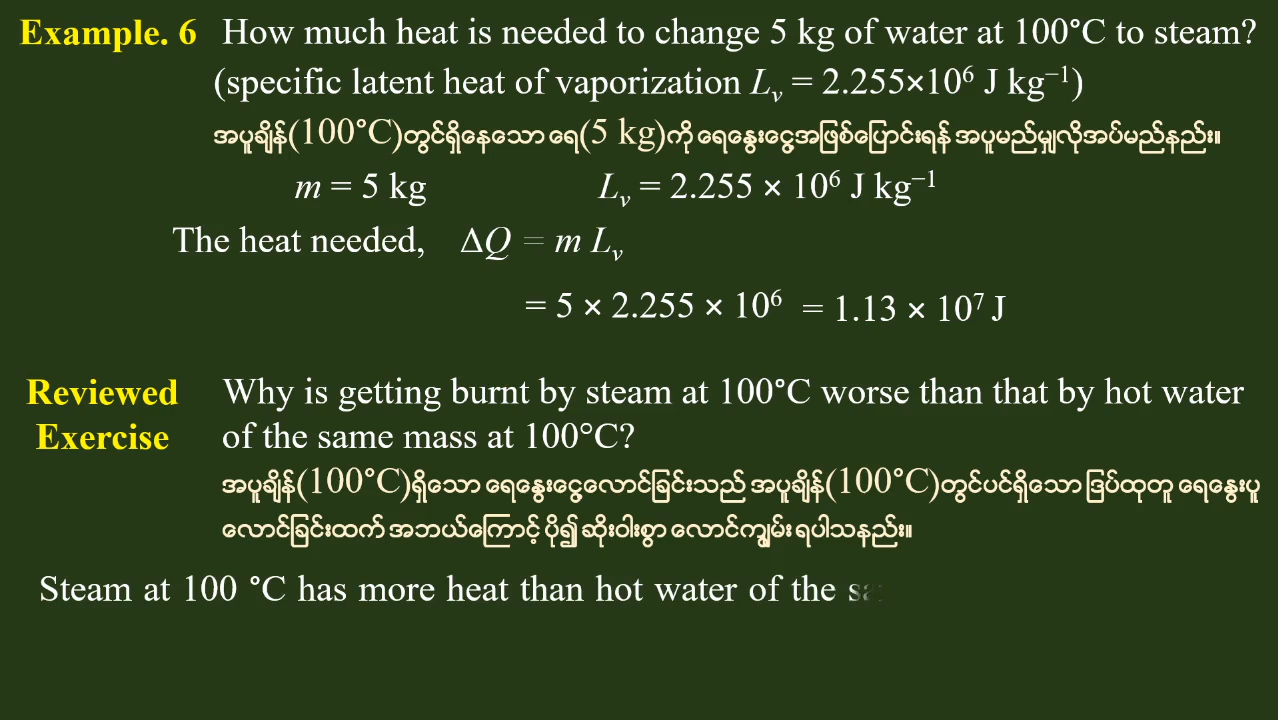 Example. 6 How much heat is needed to change 5 kg of water at 100°C to steam?
(specific latent heat of vaporization Lᵥ = 2.255×10⁶ J kg⁻¹)
အပူချိန်(100°C)တွင်ရှိနေသော ရေ(5 kg)ကို ရေနွေးငွေ့အဖြစ်ပြောင်းရန် အပူမည်မျှလိုအပ်မည်နည်း။
m = 5 kg Lᵥ = 2.255 × 10⁶ J kg⁻¹
The heat needed, ΔQ = m Lᵥ
= 5 × 2.255 × 10⁶ = 1.13 × 10⁷ J
Reviewed Why is getting burnt by steam at 100°C worse than that by hot water
Exercise of the same mass at 100°C?
အပူချိန်(100°C)ရှိသော ရေနွေးငွေ့လောင်ခြင်းသည် အပူချိန်(100°C)တွင်ပင်ရှိသော ဒြပ်ထုတူ ရေနွေးပူ
လောင်ခြင်းထက် အဘယ်ကြောင့် ပို၍ ဆိုးဝါးစွာ လောင်ကျွမ်း ရပါသနည်း။
Steam at 100 °C has more heat than hot water of the